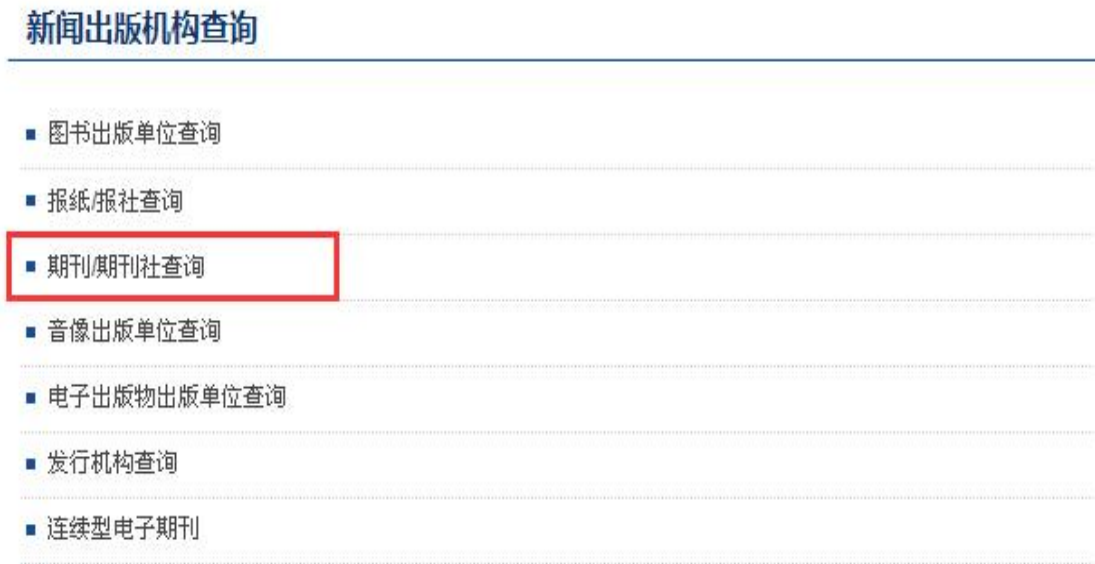 新闻出版机构查询
图书出版单位查询
报纸/报社查询
期刊/期刊社查询
音像出版单位查询
电子出版物出版单位查询
发行机构查询
连续型电子期刊